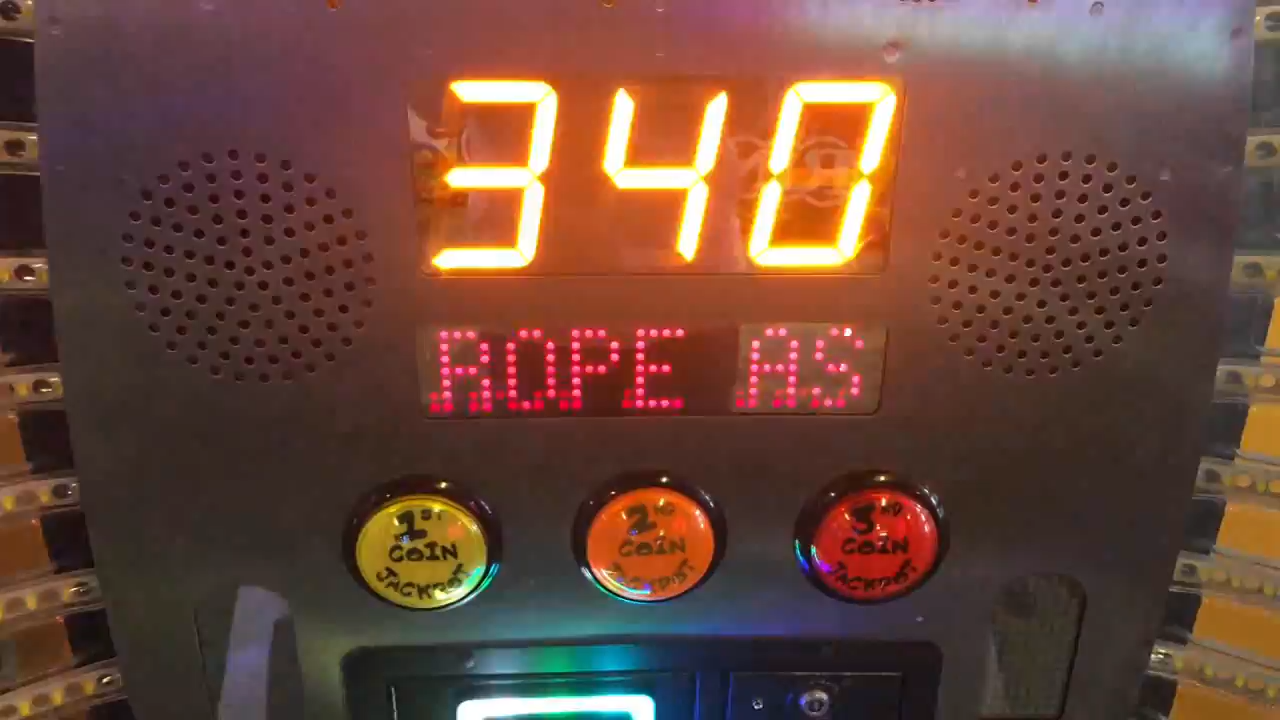 340
ROPE AS
1ST
COIN
JACKPOT
2ND
COIN
JACKPOT
3RD
COIN
JACKPOT